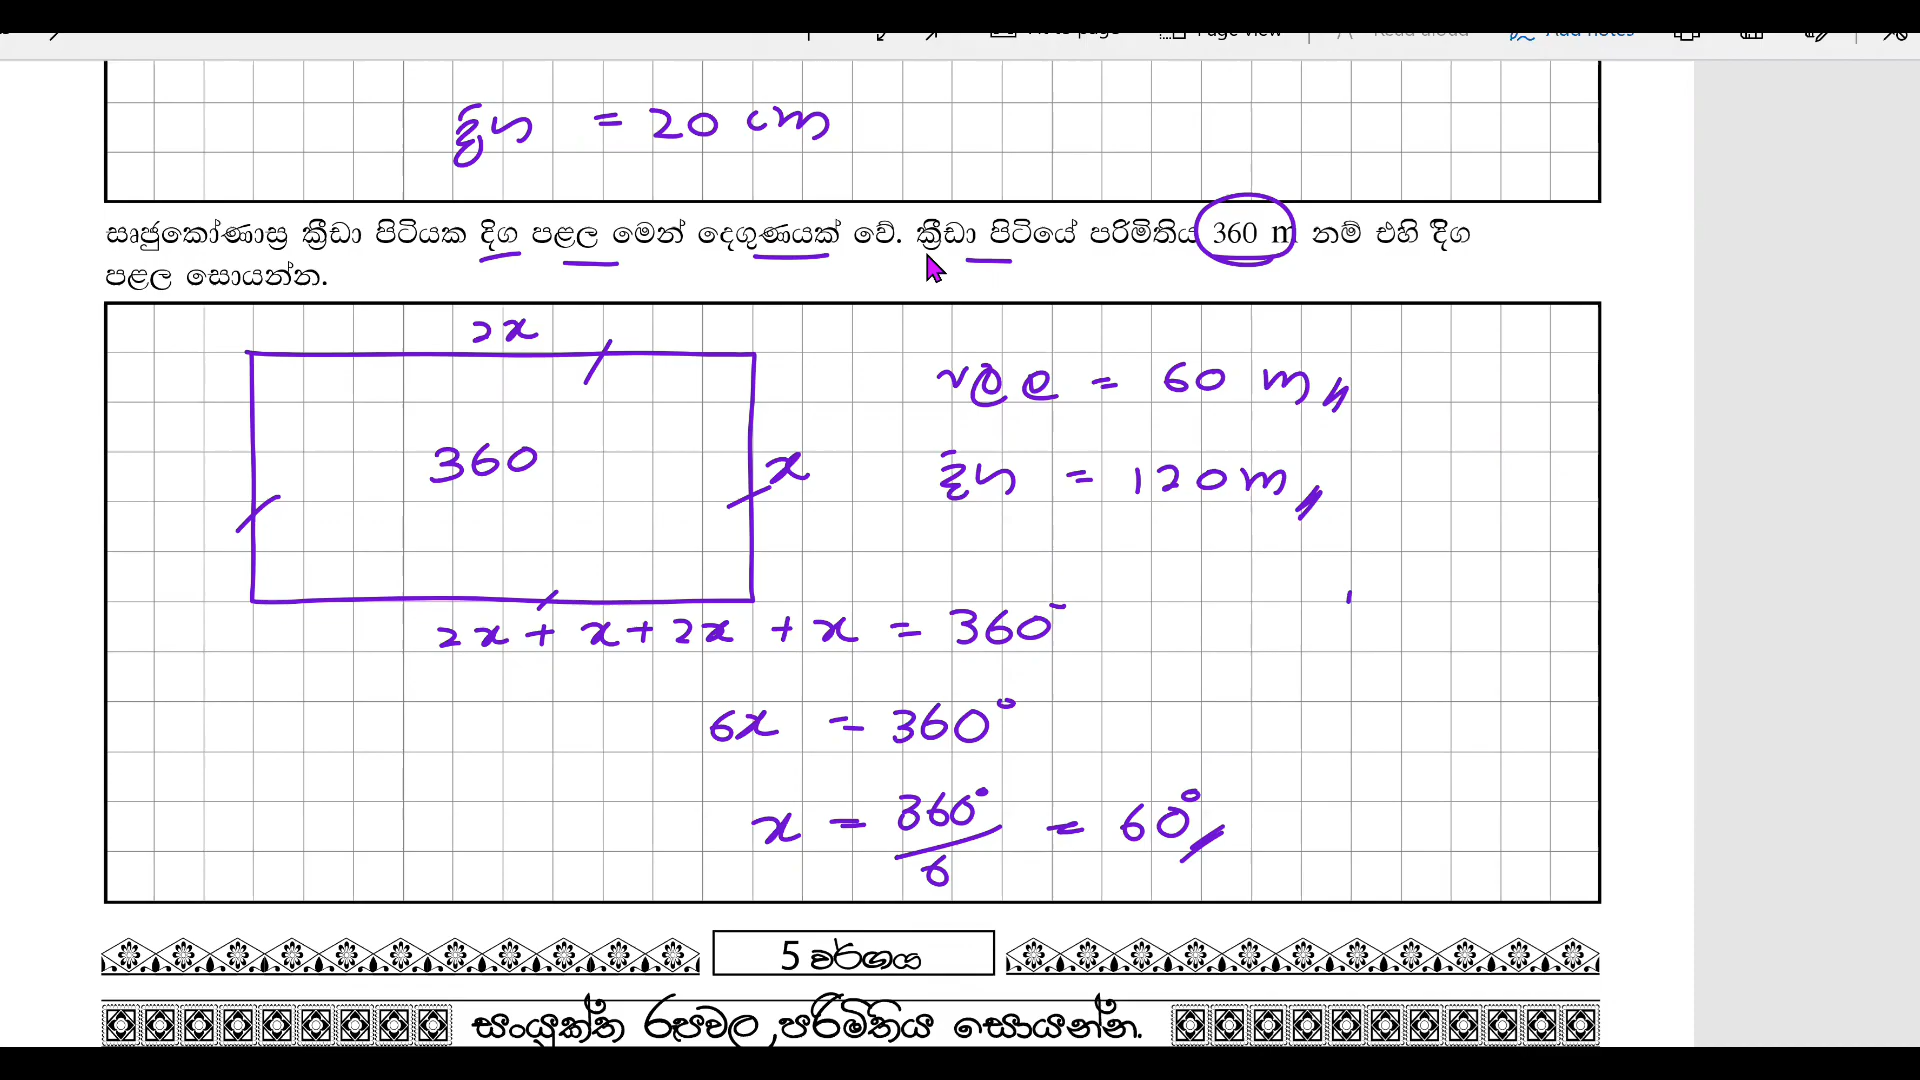 දිග = 20 cm
සෘජුකෝණාස්‍ර ක්‍රීඩා පිටියක දිග පළල මෙන් දෙගුණයක් වේ. ක්‍රීඩා පිටියේ පරිමිතිය 360 m නම් එහි දිග
පළල සොයන්න.
2x
පළල = 60 m
360
x
දිග = 120 m
2x + x + 2x + x = 360°
6x = 360°
x = 360°/6 = 60°
5 වර්ගය
සංයුක්ත රූපවල පරිමිතිය සොයන්න.